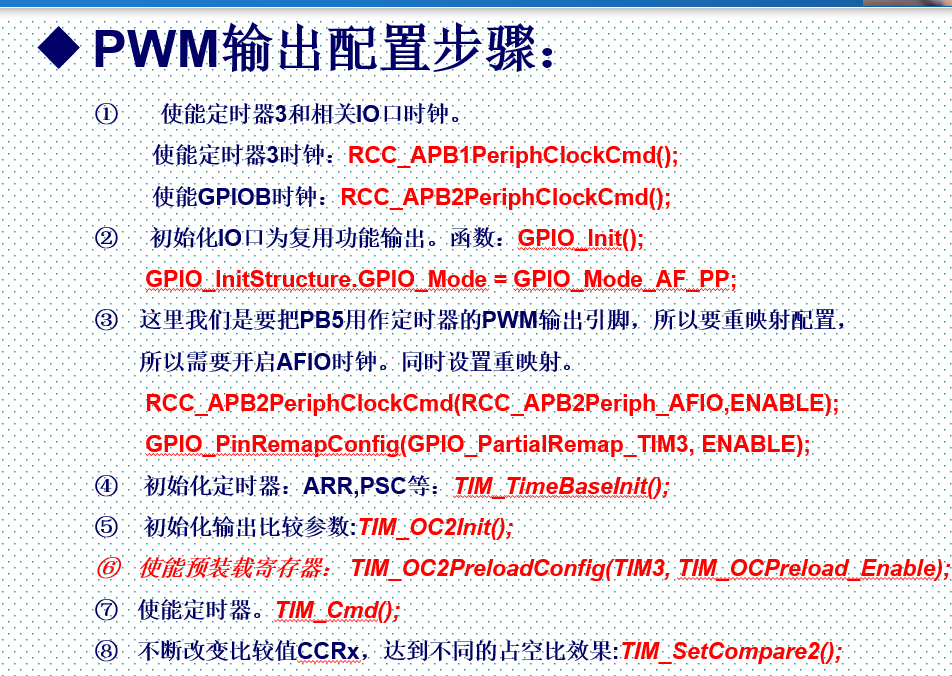 ◆ PWM输出配置步骤：
① 使能定时器3和相关IO口时钟。
使能定时器3时钟：RCC_APB1PeriphClockCmd();
使能GPIOB时钟：RCC_APB2PeriphClockCmd();
② 初始化IO口为复用功能输出。函数：GPIO_Init();
GPIO_InitStructure.GPIO_Mode = GPIO_Mode_AF_PP;
③ 这里我们是要把PB5用作定时器的PWM输出引脚，所以要重映射配置，
所以需要开启AFIO时钟。同时设置重映射。
RCC_APB2PeriphClockCmd(RCC_APB2Periph_AFIO,ENABLE);
GPIO_PinRemapConfig(GPIO_PartialRemap_TIM3, ENABLE);
④ 初始化定时器：ARR,PSC等：TIM_TimeBaseInit();
⑤ 初始化输出比较参数:TIM_OC2Init();
⑥ 使能预装载寄存器： TIM_OC2PreloadConfig(TIM3, TIM_OCPreload_Enable);
⑦ 使能定时器。TIM_Cmd();
⑧ 不断改变比较值CCRx，达到不同的占空比效果:TIM_SetCompare2();